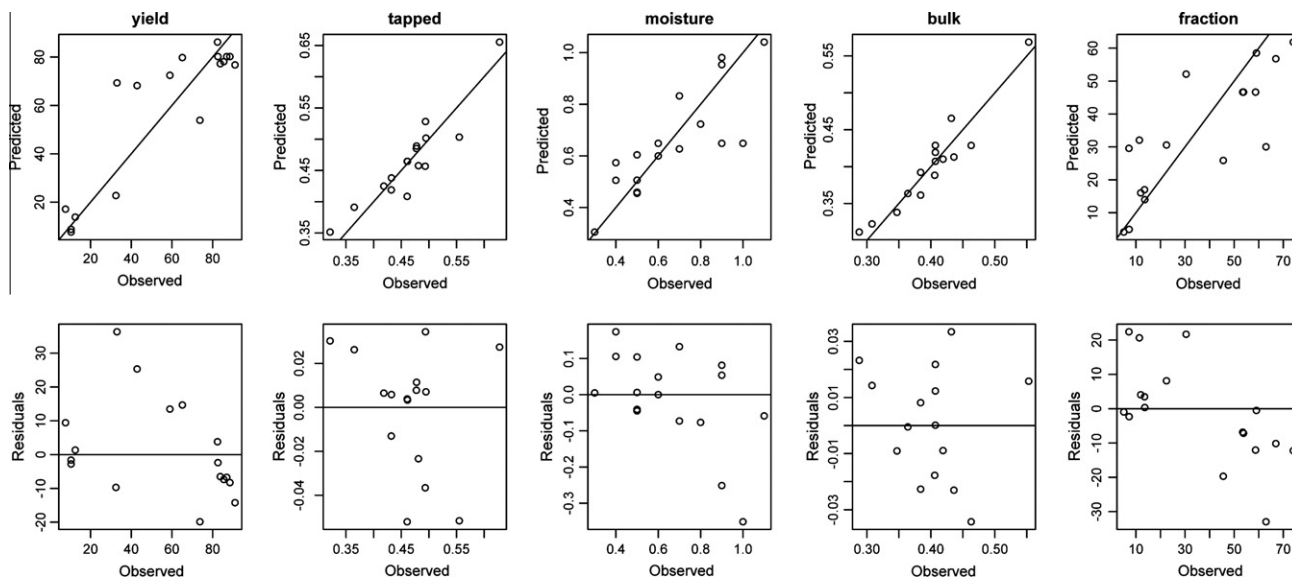 yield
tapped
moisture
bulk
fraction
Predicted
80
60
40
20
20 40 60 80
Observed
Predicted
0.65
0.55
0.45
0.35
0.35 0.45 0.55
Observed
Predicted
1.0
0.8
0.6
0.4
0.4 0.6 0.8 1.0
Observed
Predicted
0.55
0.45
0.35
0.30 0.40 0.50
Observed
Predicted
60
50
40
30
20
10
10 30 50 70
Observed
Residuals
30
20
10
0
-10
-20
20 40 60 80
Observed
Residuals
0.02
0.00
-0.02
-0.04
0.35 0.45 0.55
Observed
Residuals
0.1
0.0
-0.1
-0.3
0.4 0.6 0.8 1.0
Observed
Residuals
0.03
0.01
-0.01
-0.03
0.30 0.40 0.50
Observed
Residuals
20
10
0
-10
-30
10 30 50 70
Observed